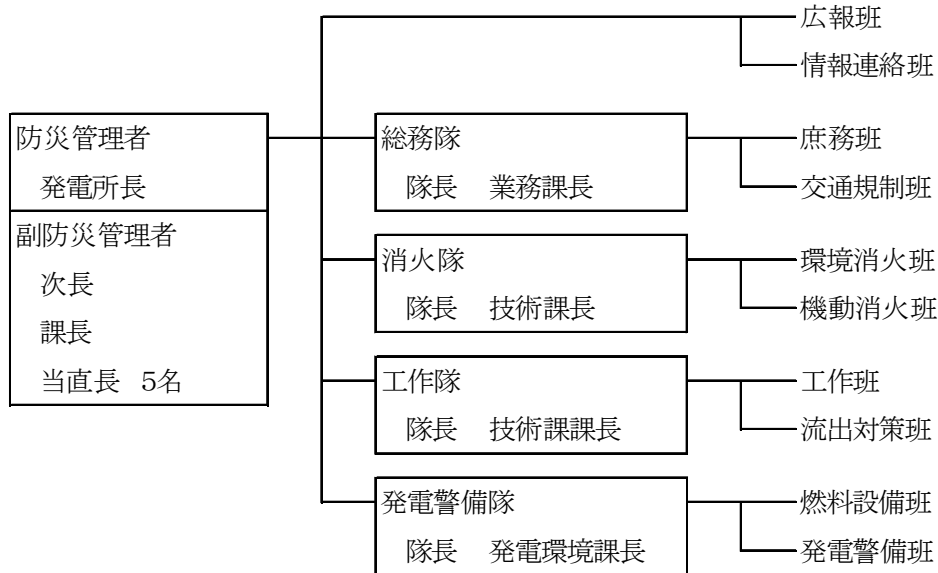 広報班
情報連絡班
防災管理者
発電所長
副防災管理者
次長
課長
当直長 5名
総務隊
隊長 業務課長
庶務班
交通規制班
消火隊
隊長 技術課長
環境消火班
機動消火班
工作隊
隊長 技術課課長
工作班
流出対策班
発電警備隊
隊長 発電環境課長
燃料設備班
発電警備班